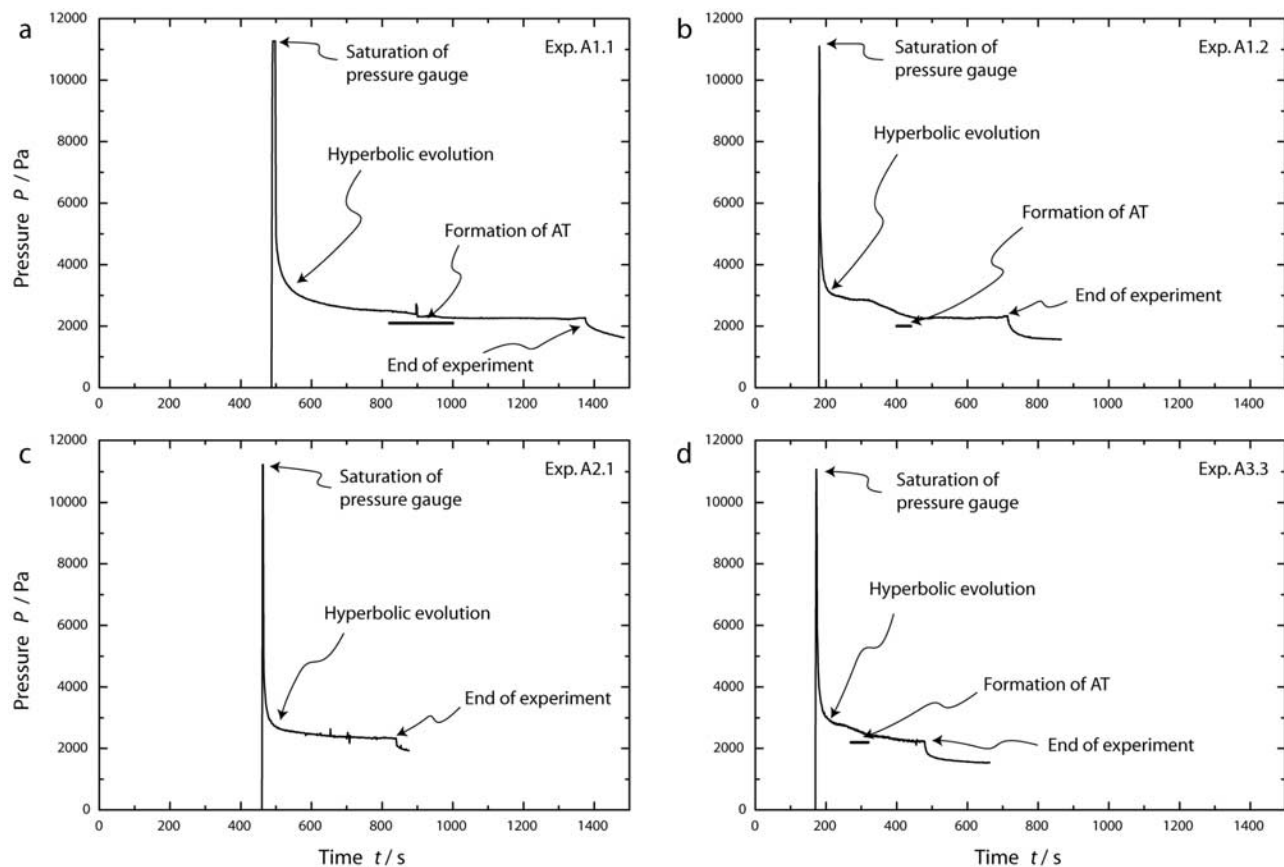 a
Exp. A1.1
Saturation of
pressure gauge
Hyperbolic evolution
Formation of AT
End of experiment
Pressure P / Pa
12000
10000
8000
6000
4000
2000
0
0 200 400 600 800 1000 1200 1400
b
Exp. A1.2
Saturation of
pressure gauge
Hyperbolic evolution
Formation of AT
End of experiment
12000
10000
8000
6000
4000
2000
0
0 200 400 600 800 1000 1200 1400
c
Exp. A2.1
Saturation of
pressure gauge
Hyperbolic evolution
End of experiment
Pressure P / Pa
12000
10000
8000
6000
4000
2000
0
0 200 400 600 800 1000 1200 1400
Time t / s
d
Exp. A3.3
Saturation of
pressure gauge
Hyperbolic evolution
Formation of AT
End of experiment
12000
10000
8000
6000
4000
2000
0
0 200 400 600 800 1000 1200 1400
Time t / s